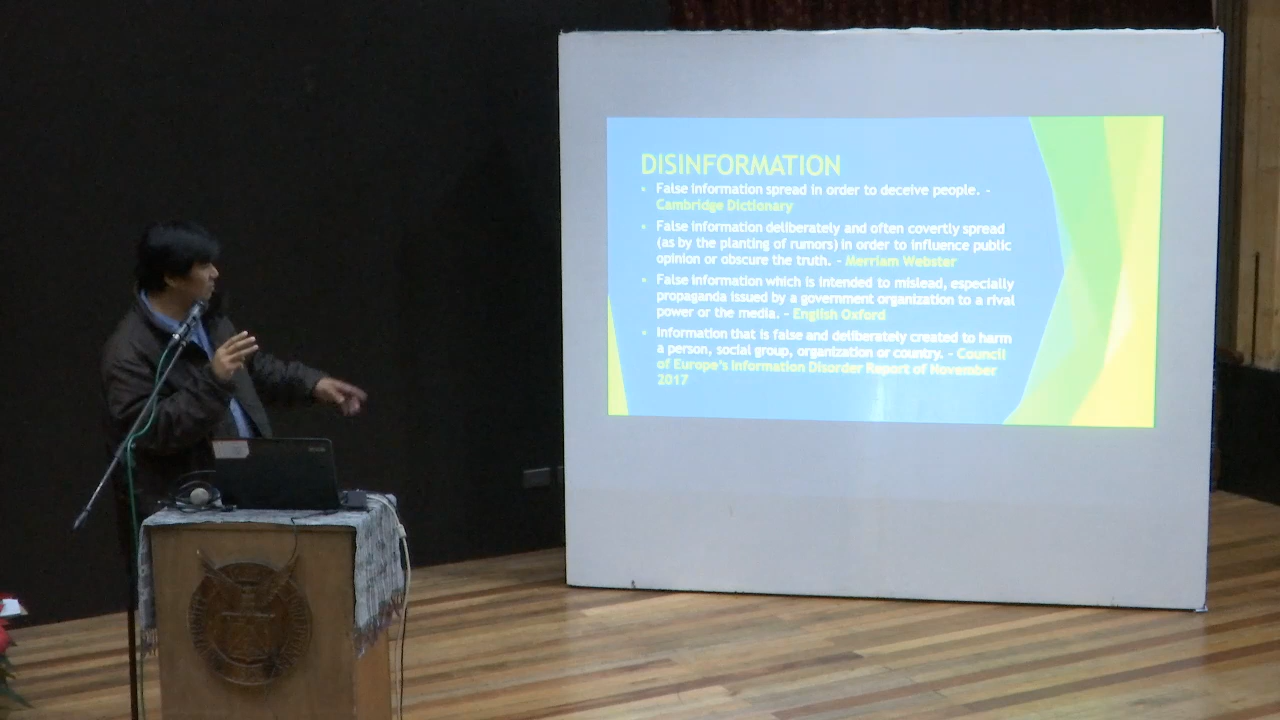 DISINFORMATION
False information spread in order to deceive people. -
Cambridge Dictionary
False information deliberately and often covertly spread
(as by the planting of rumors) in order to influence public
opinion or obscure the truth. - Merriam Webster
False information which is intended to mislead, especially
propaganda issued by a government organization to a rival
power or the media. - English Oxford
Information that is false and deliberately created to harm
a person, social group, organization or country. - Council
of Europe's Information Disorder Report of November
2017